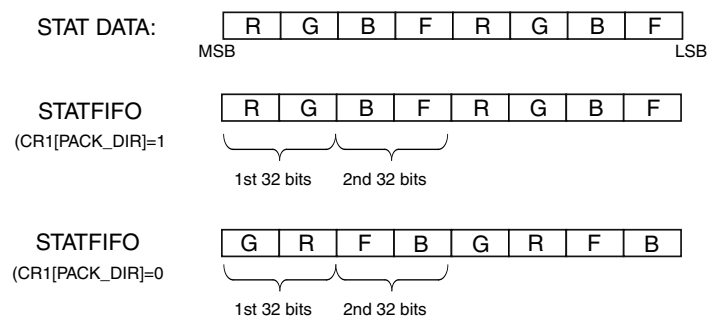 STAT DATA: R G B F R G B F
MSB LSB
STATFIFO R G B F R G B F
(CR1[PACK_DIR]=1
1st 32 bits 2nd 32 bits
STATFIFO G R F B G R F B
(CR1[PACK_DIR]=0
1st 32 bits 2nd 32 bits